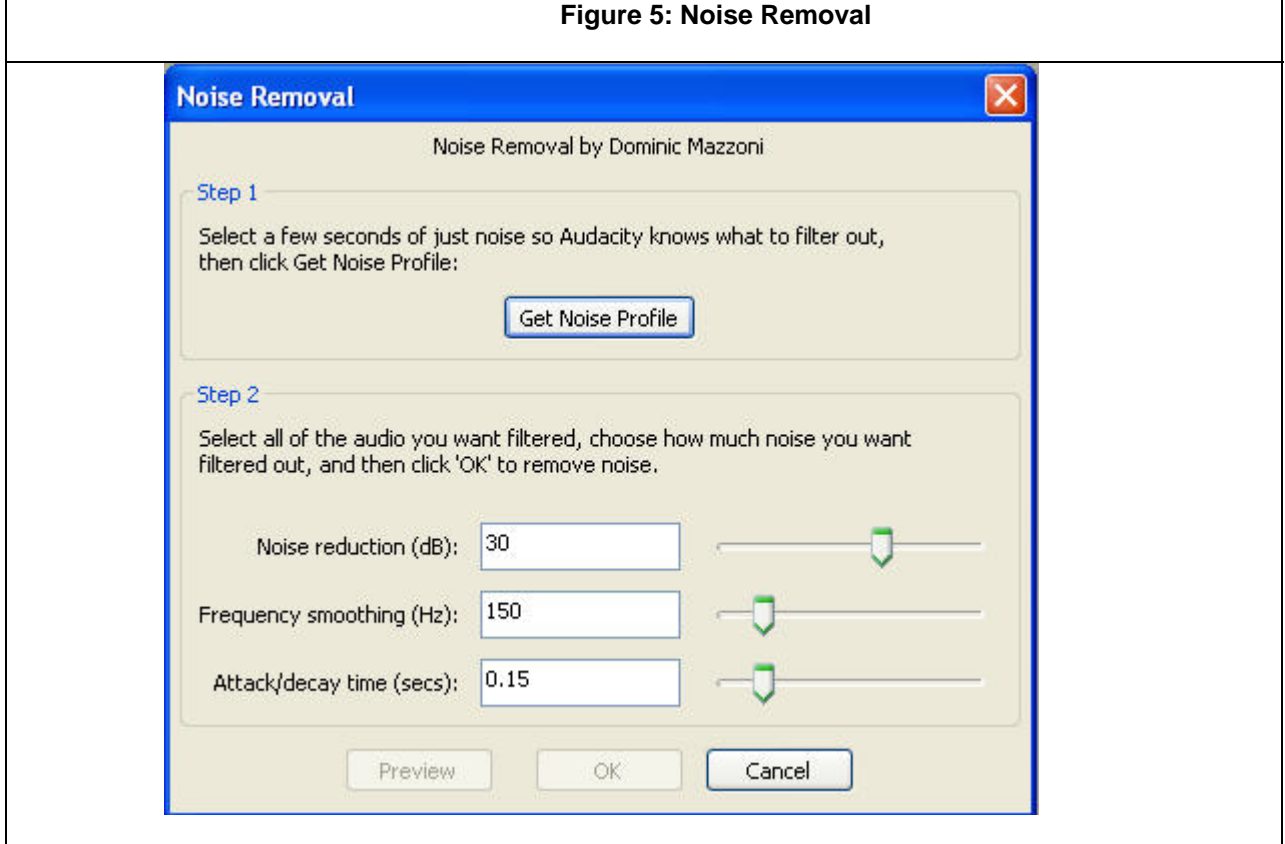 Figure 5: Noise Removal
Noise Removal
Noise Removal by Dominic Mazzoni
Step 1
Select a few seconds of just noise so Audacity knows what to filter out,
then click Get Noise Profile:
Get Noise Profile
Step 2
Select all of the audio you want filtered, choose how much noise you want
filtered out, and then click 'OK' to remove noise.
Noise reduction (dB): 30
Frequency smoothing (Hz): 150
Attack/decay time (secs): 0.15
Preview OK Cancel